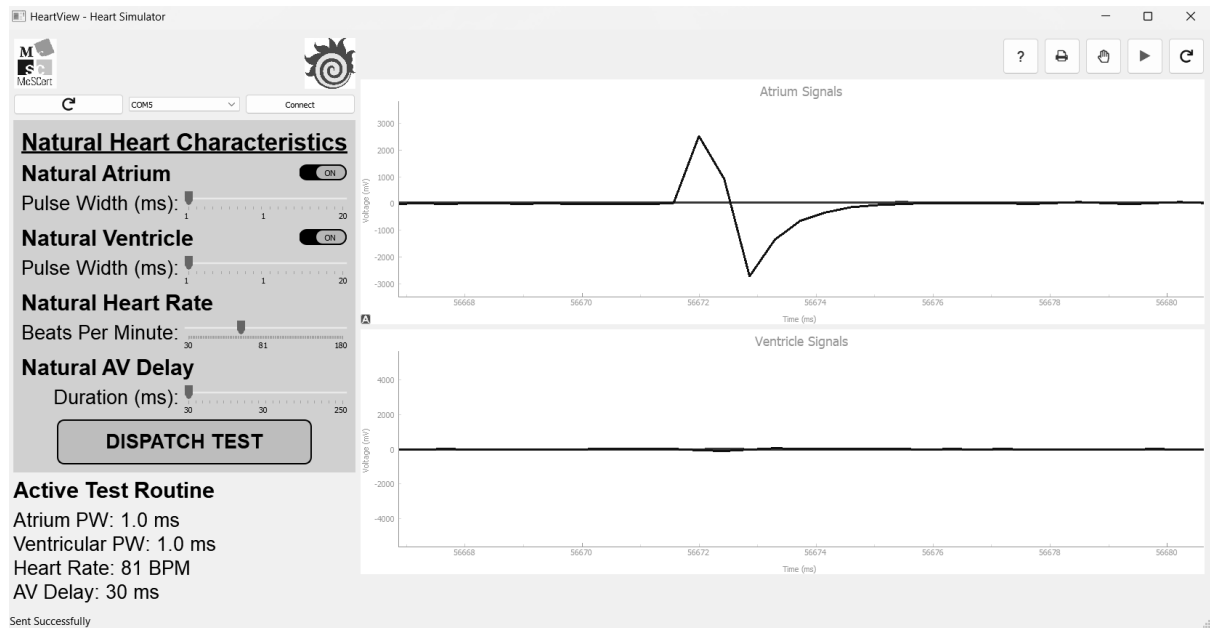 HeartView - Heart Simulator
M
SC
McSCert
COM5 Connect
Natural Heart Characteristics
Natural Atrium ON
Pulse Width (ms):
1 1 20
Natural Ventricle ON
Pulse Width (ms):
1 1 20
Natural Heart Rate
Beats Per Minute:
30 81 180
Natural AV Delay
Duration (ms):
30 30 250
DISPATCH TEST
Active Test Routine
Atrium PW: 1.0 ms
Ventricular PW: 1.0 ms
Heart Rate: 81 BPM
AV Delay: 30 ms
Sent Successfully
?
Atrium Signals
Voltage (mV)
3000
2000
1000
0
-1000
-2000
-3000
56668 56670 56672 56674 56676 56678 56680
Time (ms)
A
Ventricle Signals
Voltage (mV)
4000
2000
0
-2000
-4000
56668 56670 56672 56674 56676 56678 56680
Time (ms)